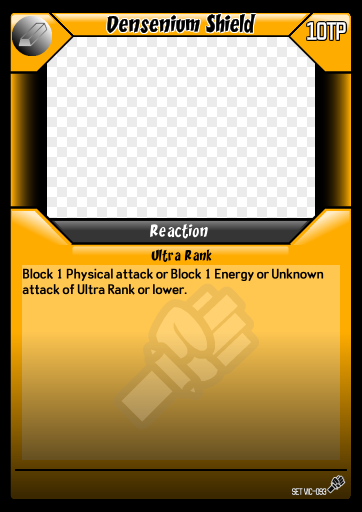 Densenium Shield
10TP
Reaction
Ultra Rank
Block 1 Physical attack or Block 1 Energy or Unknown
attack of Ultra Rank or lower.
SET VIC-093